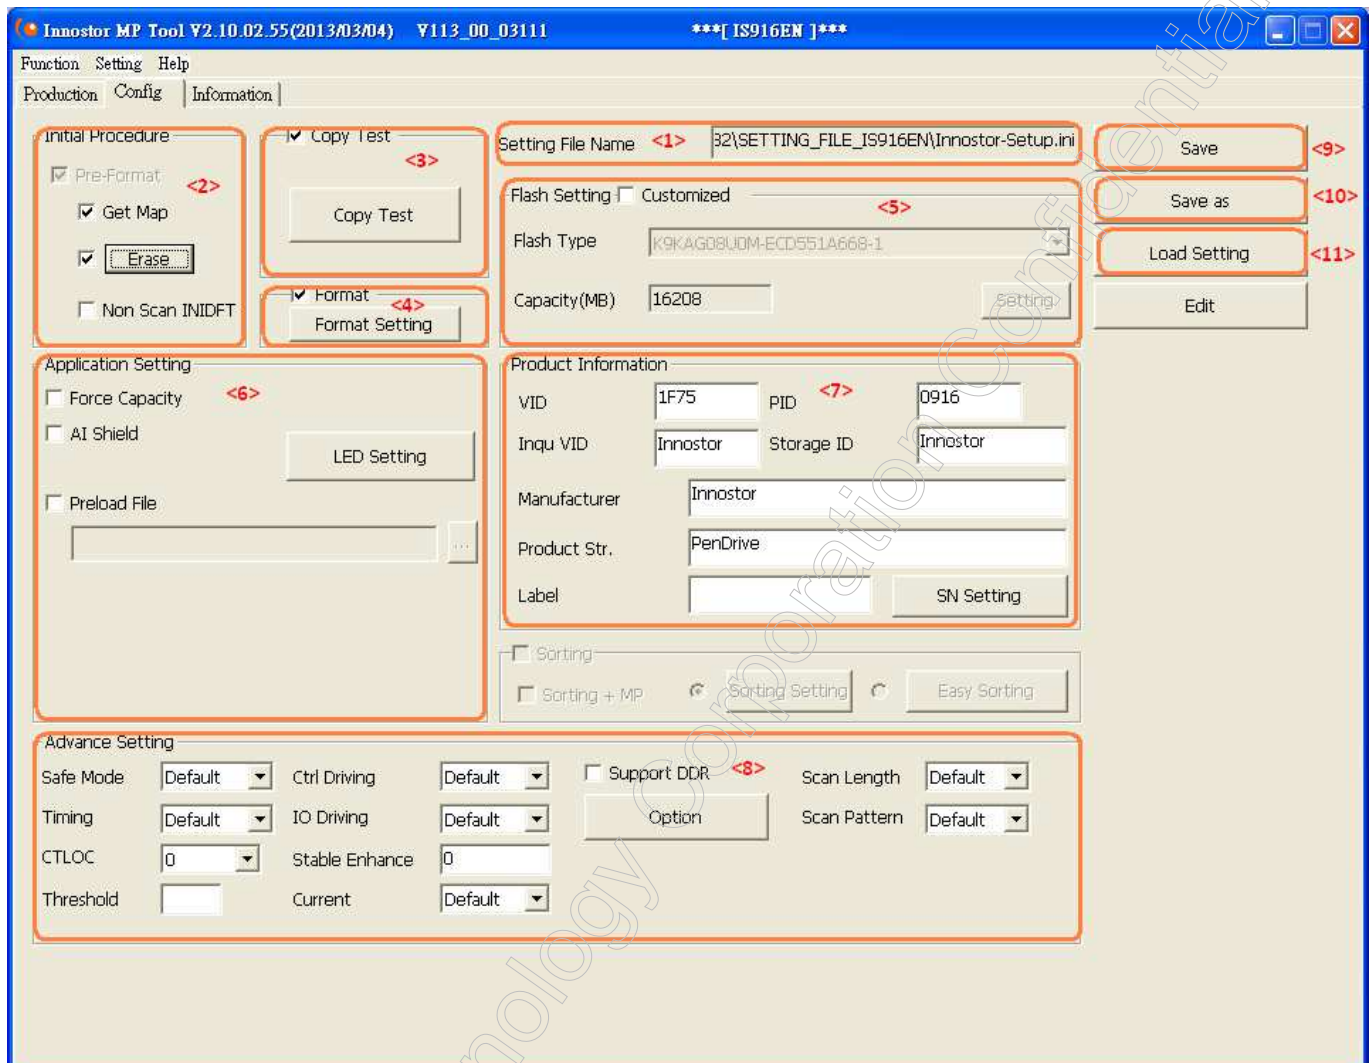 Innostor MP Tool V2.10.02.55(2013/03/04) V113_00_03111 ***[ IS916EN ]***
Function Setting Help
Production Config Information
Initial Procedure
Pre-Format <2>
Get Map
Erase
Non Scan INIDFT
Copy Test
<3>
Copy Test
Format
<4>
Format Setting
Setting File Name <1> 32\SETTING_FILE_IS916EN\Innostor-Setup.ini
Flash Setting Customized <5>
Flash Type K9KAG08U0M-ECD551A668-1
Capacity(MB) 16208 Setting
Save <9>
Save as <10>
Load Setting <11>
Edit
Application Setting
Force Capacity <6>
AI Shield
LED Setting
Preload File
...
Product Information
VID 1F75 PID <7> 0916
Inqu VID Innostor Storage ID Innostor
Manufacturer Innostor
Product Str. PenDrive
Label SN Setting
Sorting
Sorting + MP Sorting Setting Easy Sorting
Advance Setting
Safe Mode Default Ctrl Driving Default Support DDR <8> Scan Length Default
Timing Default IO Driving Default Option Scan Pattern Default
CTLOC 0 Stable Enhance 0
Threshold Current Default
nology Corporation Confidential